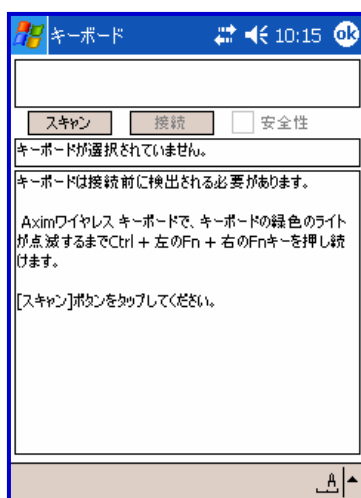 キーボード 10:15 ok
スキャン 接続 安全性
キーボードが選択されていません。
キーボードは接続前に検出される必要があります。
Aximワイヤレス キーボードで、キーボードの緑色のライト
が点滅するまでCtrl + 左のFn + 右のFnキーを押し続
けます。
[スキャン]ボタンをタップしてください。
A